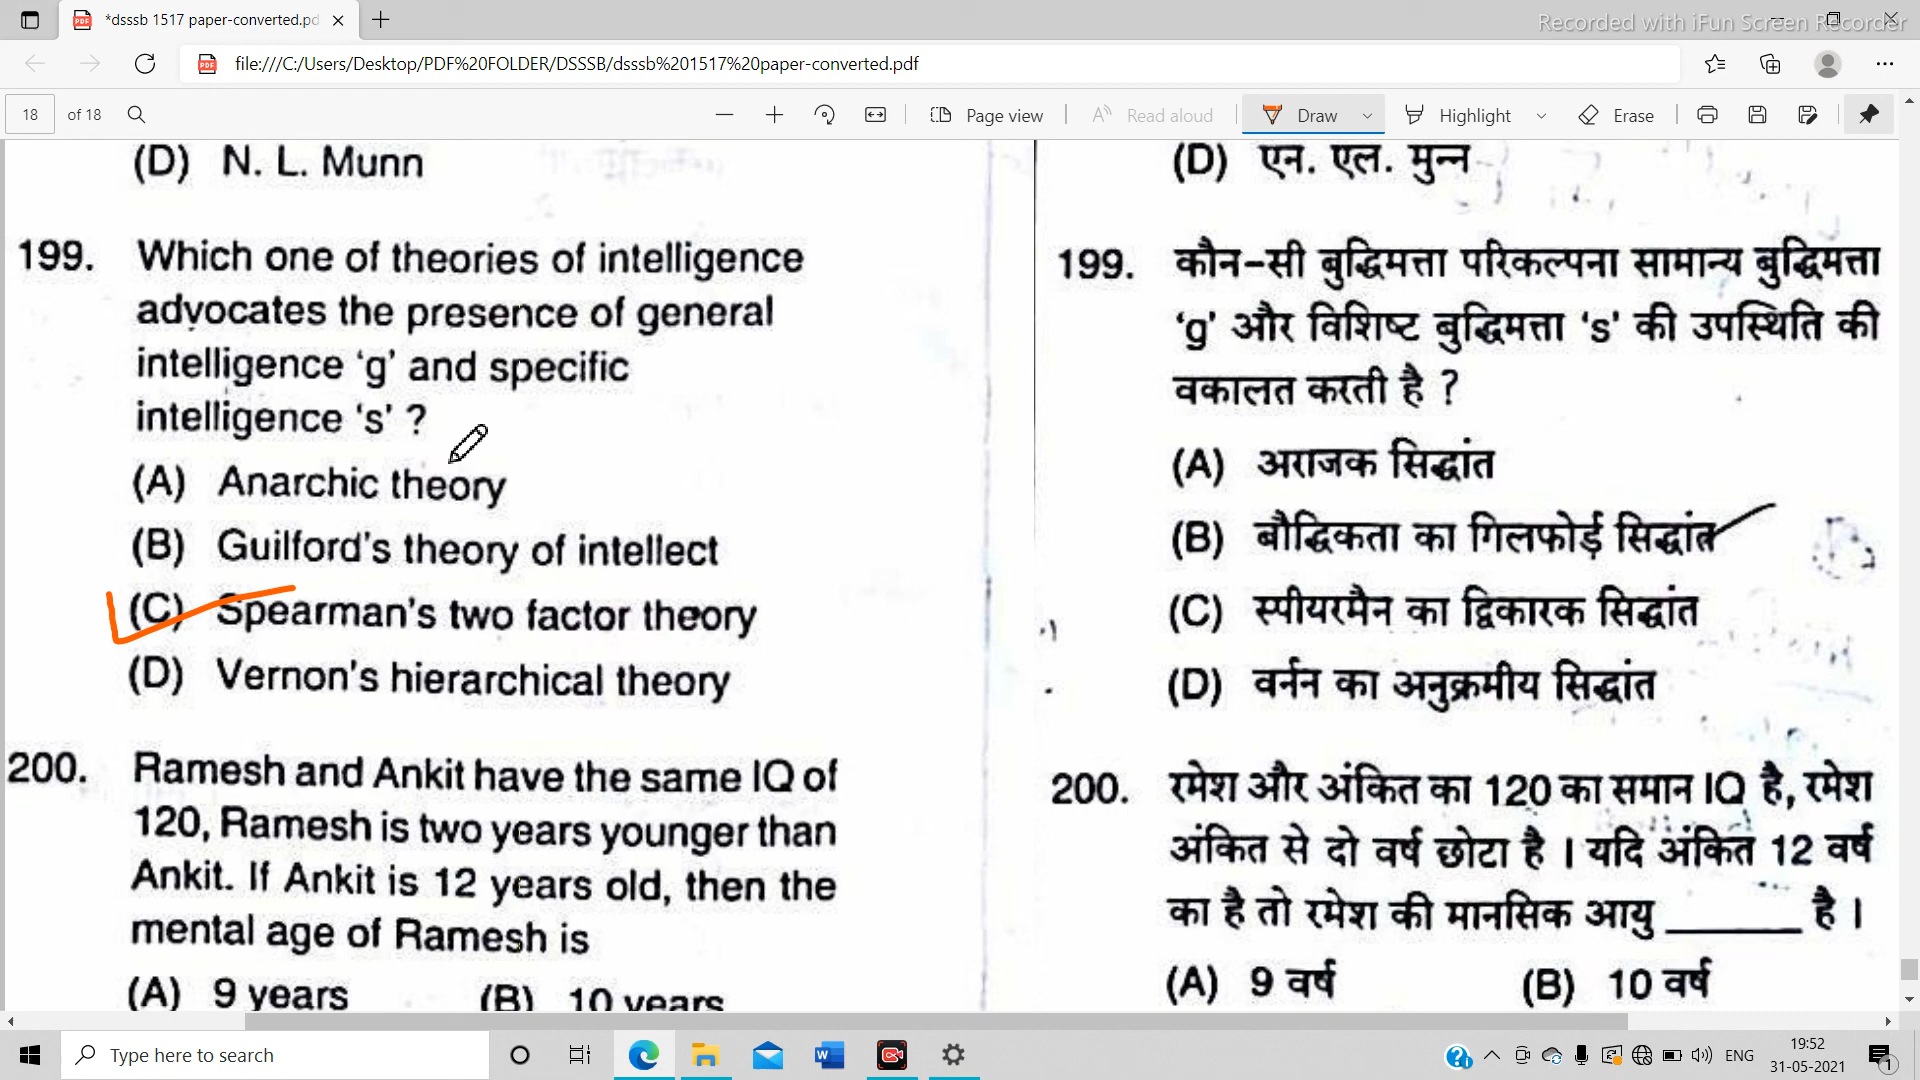 *dsssb 1517 paper-converted.pd
Recorded with iFun Screen Recorder
file:///C:/Users/Desktop/PDF%20FOLDER/DSSSB/dsssb%201517%20paper-converted.pdf
18 of 18 Page view Read aloud Draw Highlight Erase
(D) N. L. Munn
199. Which one of theories of intelligence
advocates the presence of general
intelligence ‘g’ and specific
intelligence ‘s’ ?
(A) Anarchic theory
(B) Guilford’s theory of intellect
(C) Spearman’s two factor theory
(D) Vernon’s hierarchical theory
200. Ramesh and Ankit have the same IQ of
120, Ramesh is two years younger than
Ankit. If Ankit is 12 years old, then the
mental age of Ramesh is
(A) 9 years (B) 10 years
(D) एन. एल. मुन्न
199. कौन-सी बुद्धिमत्ता परिकल्पना सामान्य बुद्धिमत्ता
‘g’ और विशिष्ट बुद्धिमत्ता ‘s’ की उपस्थिति की
वकालत करती है ?
(A) अराजक सिद्धांत
(B) बौद्धिकता का गिलफोर्ड सिद्धांत
(C) स्पीयरमैन का द्विकारक सिद्धांत
(D) वर्नन का अनुक्रमीय सिद्धांत
200. रमेश और अंकित का 120 का समान IQ है, रमेश
अंकित से दो वर्ष छोटा है । यदि अंकित 12 वर्ष
का है तो रमेश की मानसिक आयु ______ है ।
(A) 9 वर्ष (B) 10 वर्ष
Type here to search
ENG
19:52
31-05-2021
1